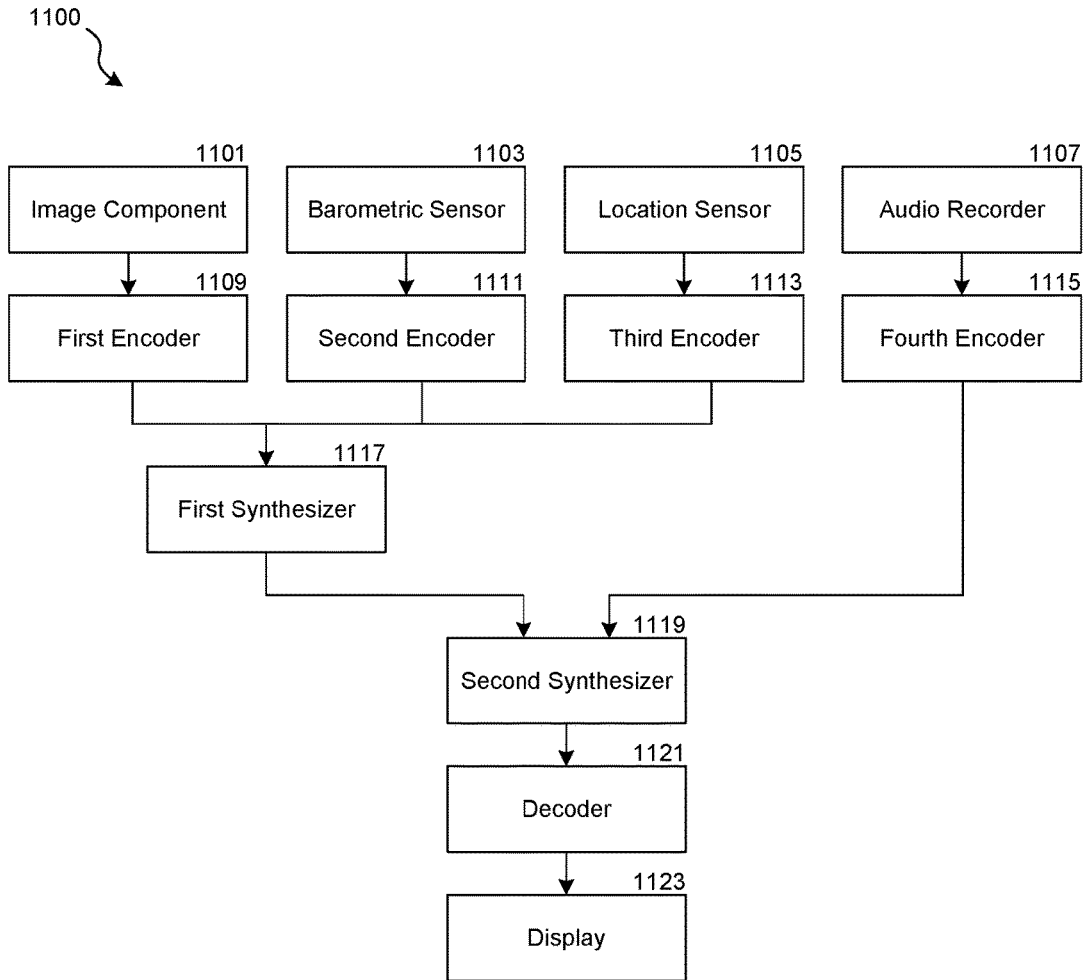 1100
1101
1103
1105
1107
Image Component
Barometric Sensor
Location Sensor
Audio Recorder
1109
1111
1113
1115
First Encoder
Second Encoder
Third Encoder
Fourth Encoder
1117
First Synthesizer
1119
Second Synthesizer
1121
Decoder
1123
Display